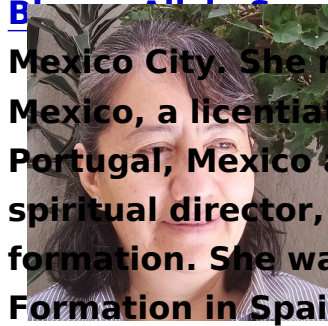 Mexico City. She
Mexico, a licentia
Portugal, Mexico
spiritual director,
formation. She wa
Formation in Spai